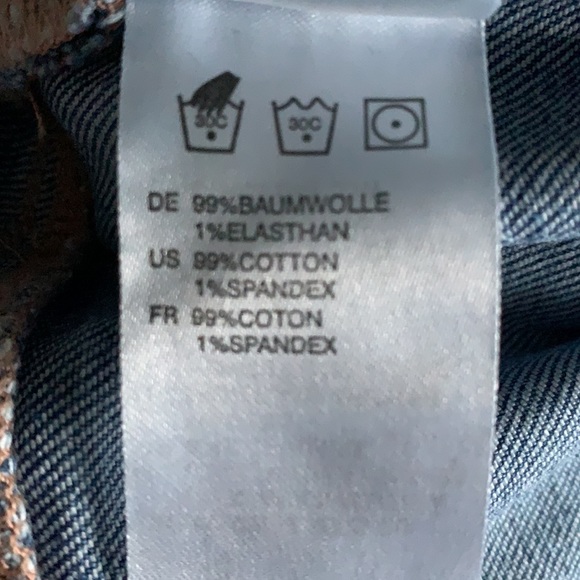 30C 30C
DE 99%BAUMWOLLE
1%ELASTHAN
US 99%COTTON
1%SPANDEX
FR 99%COTON
1%SPANDEX